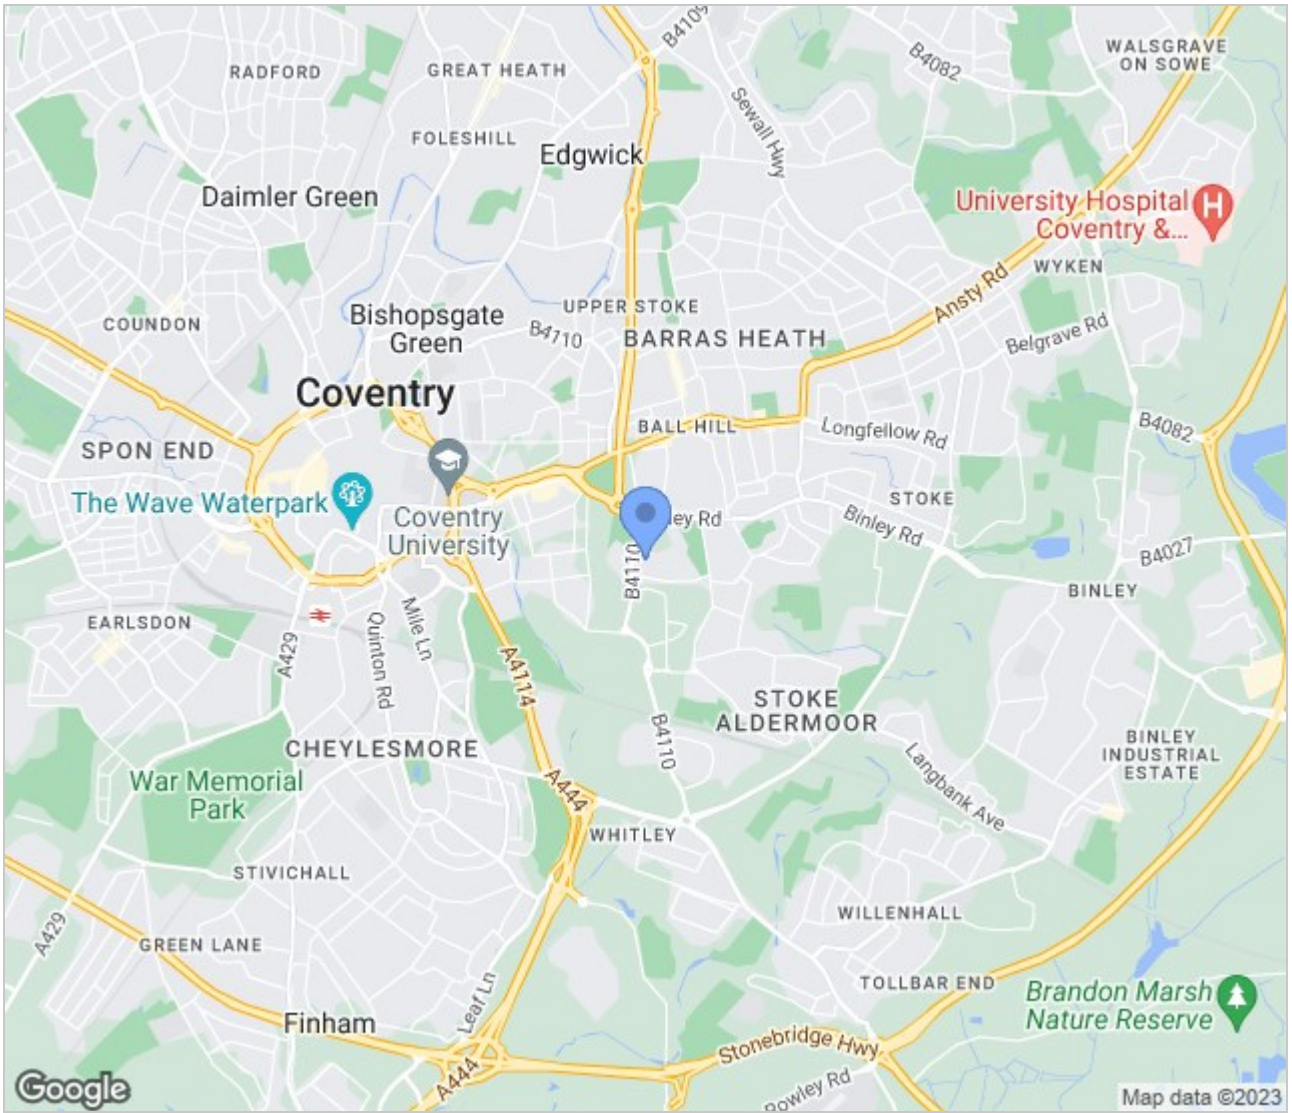 B4109
WALSGRAVE
ON SOWE
B4082
RADFORD
GREAT HEATH
Sewall Hwy
FOLESHILL
Edgwick
Daimler Green
University Hospital
Coventry &...
H
WYKEN
Ansty Rd
UPPER STOKE
Bishopsgate
Green
COUNDON
B4110
BARRAS HEATH
Belgrave Rd
Coventry
BALL HILL
Longfellow Rd
B4082
SPON END
The Wave Waterpark
STOKE
Coventry
University
ley Rd
Binley Rd
B4110
B4027
BINLEY
EARLSDON
Mile Ln
Quinton Rd
A429
A4114
STOKE
ALDERMOOR
B4110
CHEYLESMORE
BINLEY
INDUSTRIAL
ESTATE
War Memorial
Park
Langbank Ave
A444
WHITLEY
STIVICHALL
WILLENHALL
A429
GREEN LANE
TOLLBAR END
Leaf Ln
Brandon Marsh
Nature Reserve
Finham
Stonebridge Hwy
A444
Rowley Rd
Google
Map data ©2023